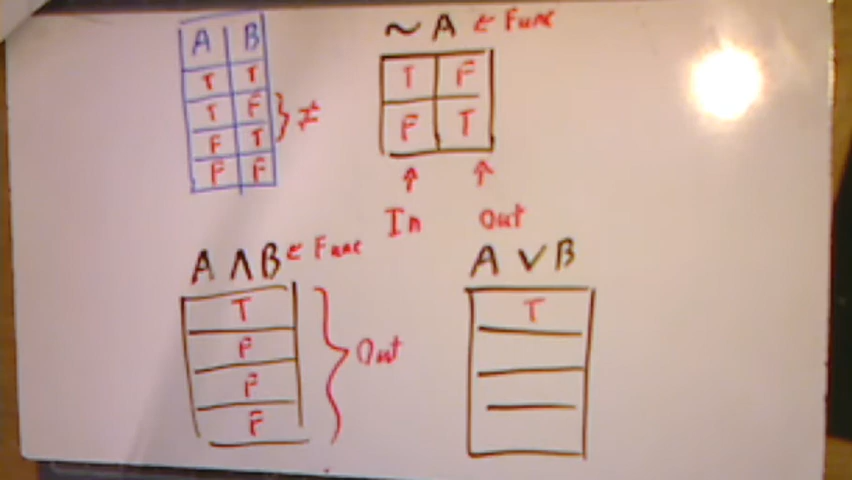 A B
T T
T F
F T
F F
} ≠
~ A ← Func
T F
F T
↑ ↑
In Out
A ∧ B ← Func
T
F
F
F
} Out
A ∨ B
T